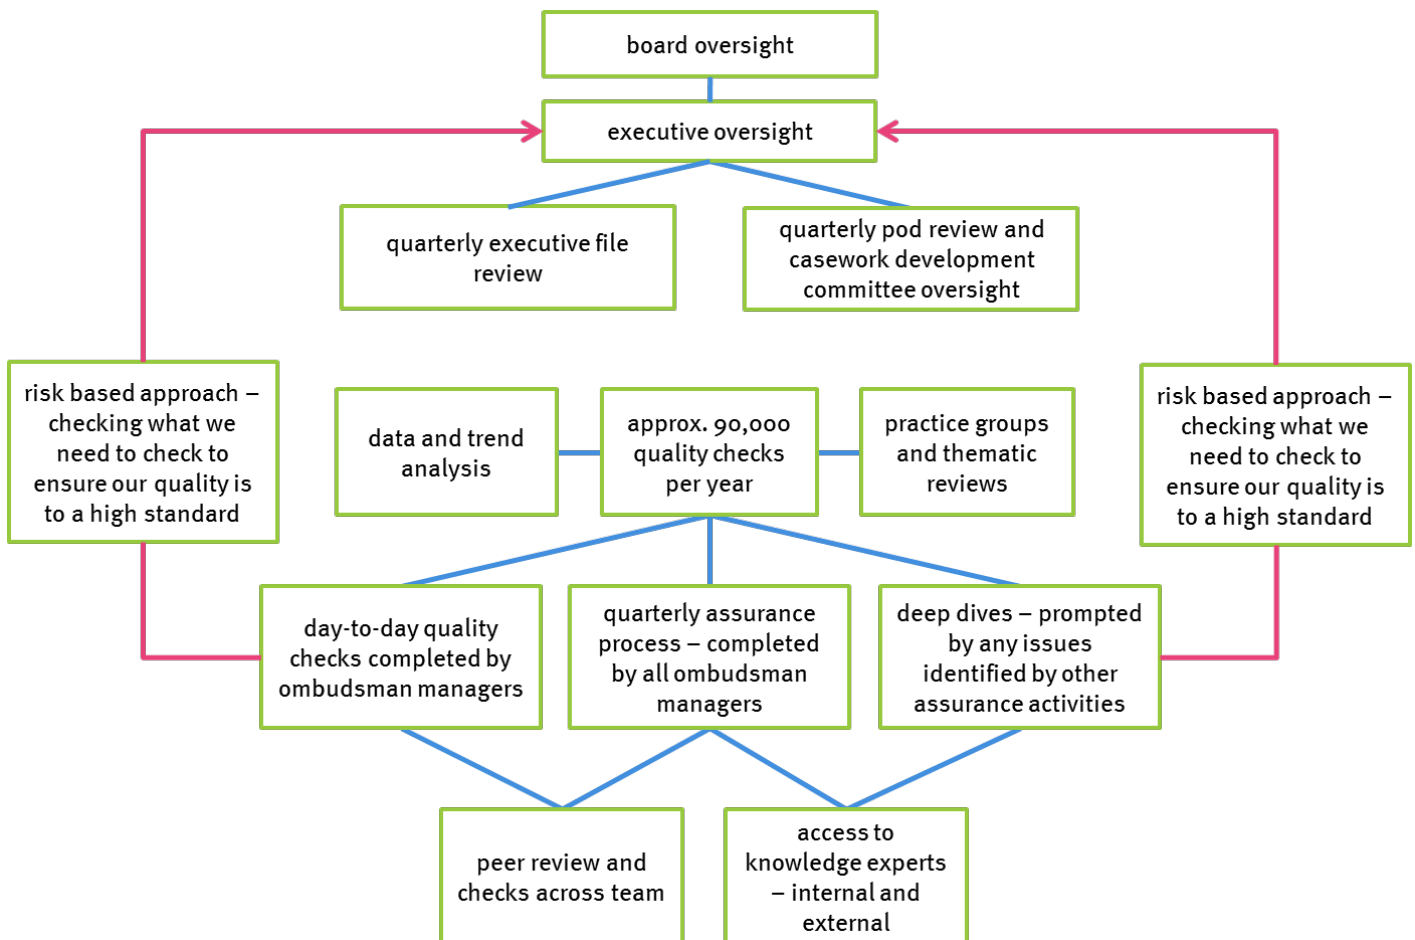 board oversight
executive oversight
quarterly executive file
review
quarterly pod review and
casework development
committee oversight
risk based approach –
checking what we
need to check to
ensure our quality is
to a high standard
data and trend
analysis
approx. 90,000
quality checks
per year
practice groups
and thematic
reviews
risk based approach –
checking what we
need to check to
ensure our quality is
to a high standard
day-to-day quality
checks completed by
ombudsman managers
quarterly assurance
process – completed
by all ombudsman
managers
deep dives – prompted
by any issues
identified by other
assurance activities
peer review and
checks across team
access to
knowledge experts
– internal and
external